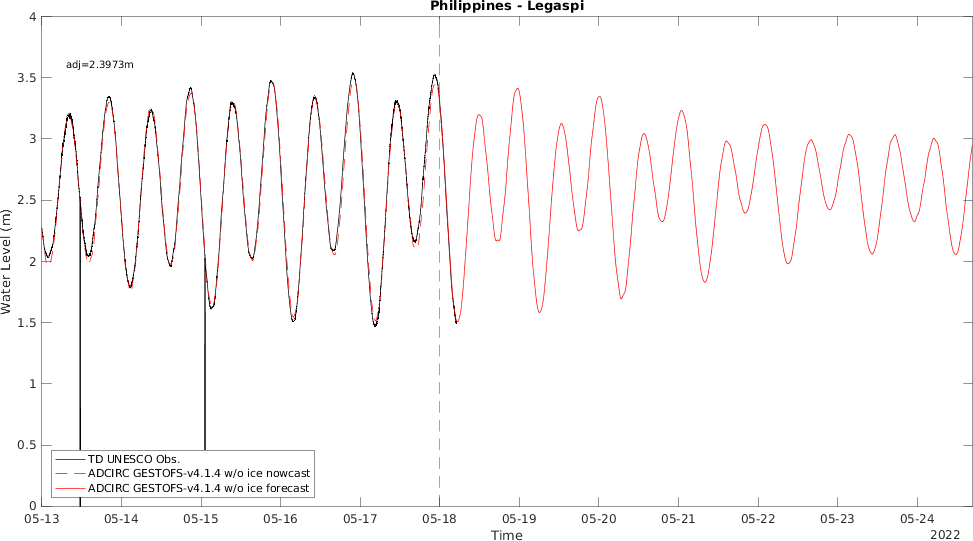 Philippines - Legaspi
adj=2.3973m
Water Level (m)
4
3.5
3
2.5
2
1.5
1
0.5
0
TD UNESCO Obs.
ADCIRC GESTOFS-v4.1.4 w/o ice nowcast
ADCIRC GESTOFS-v4.1.4 w/o ice forecast
05-13 05-14 05-15 05-16 05-17 05-18 05-19 05-20 05-21 05-22 05-23 05-24
2022
Time